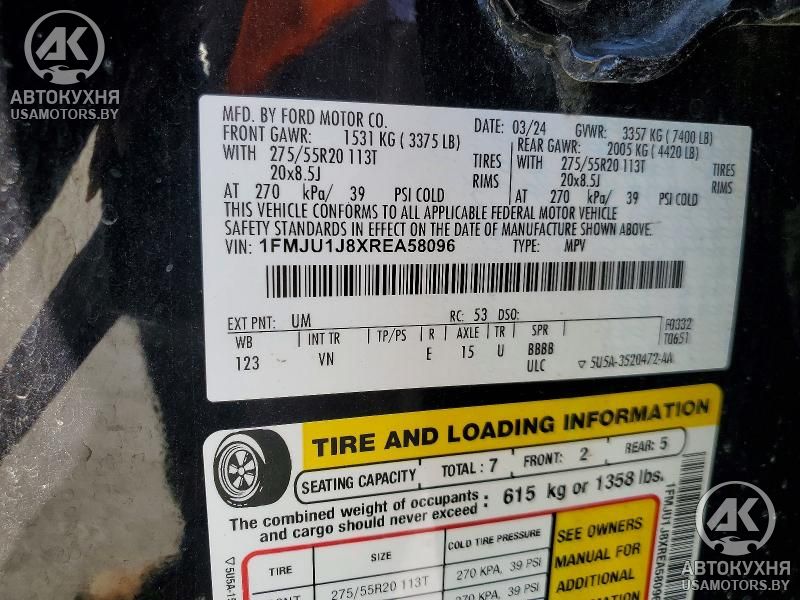 AK
АВТОКУХНЯ
USAMOTORS.BY
MFD. BY FORD MOTOR CO.
DATE: 03/24 GVWR: 3357 KG ( 7400 LB)
FRONT GAWR: 1531 KG ( 3375 LB) REAR GAWR: 2005 KG ( 4420 LB)
WITH 275/55R20 113T TIRES WITH 275/55R20 113T TIRES
20x8.5J RIMS 20x8.5J RIMS
AT 270 kPa/ 39 PSI COLD AT 270 kPa/ 39 PSI COLD
THIS VEHICLE CONFORMS TO ALL APPLICABLE FEDERAL MOTOR VEHICLE
SAFETY STANDARDS IN EFFECT ON THE DATE OF MANUFACTURE SHOWN ABOVE.
VIN: 1FMJU1J8XREA58096 TYPE: MPV
EXT PNT: UM RC: 53 DSO:
WB INT TR TP/PS R AXLE TR SPR
123 VN E 15 U BBBB
ULC
F0332
T0651
▽ 5U5A-3520472-AA
TIRE AND LOADING INFORMATION
SEATING CAPACITY TOTAL : 7 FRONT: 2 REAR: 5
The combined weight of occupants
and cargo should never exceed : 615 kg or 1358 lbs.
TIRE SIZE COLD TIRE PRESSURE
275/55R20 113T 270 KPA, 39 PSI
270 KPA, 39 PSI
SEE OWNERS
MANUAL FOR
ADDITIONAL
1FMJU1J8XREA58096
AK
АВТОКУХНЯ
USAMOTORS.BY